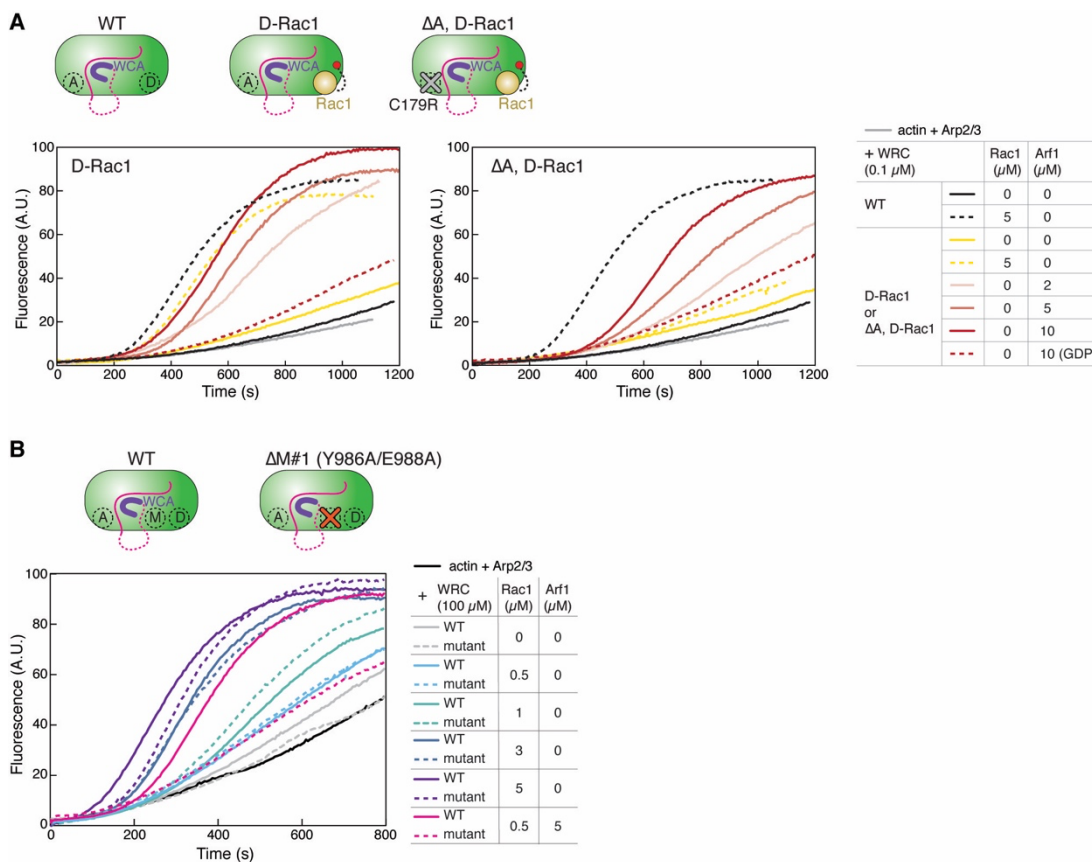 A
WT
D-Rac1
ΔA, D-Rac1
A
WCA
D
A
WCA
Rac1
WCA
C179R
Rac1
D-Rac1
ΔA, D-Rac1
Fluorescence (A.U.)
100
80
60
40
20
0
0 200 400 600 800 1000 1200
Time (s)
Fluorescence (A.U.)
100
80
60
40
20
0
0 200 400 600 800 1000 1200
Time (s)
actin + Arp2/3
+ WRC (0.1 µM) Rac1 (µM) Arf1 (µM)
WT 0 0
5 0
D-Rac1 or ΔA, D-Rac1 0 0
5 0
0 2
0 5
0 10
0 10 (GDP
B
WT
ΔM#1 (Y986A/E988A)
A
WCA
M
D
A
WCA
D
Fluorescence (A.U.)
100
80
60
40
20
0
0 200 400 600 800
Time (s)
actin + Arp2/3
+ WRC (100 µM) Rac1 (µM) Arf1 (µM)
WT
mutant 0 0
WT
mutant 0.5 0
WT
mutant 1 0
WT
mutant 3 0
WT
mutant 5 0
WT
mutant 0.5 5